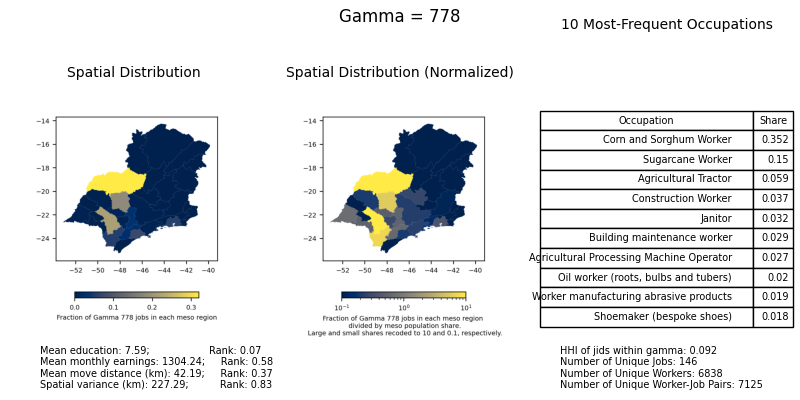 Gamma = 778
10 Most-Frequent Occupations
Spatial Distribution
Spatial Distribution (Normalized)
−14
−16
−18
−20
−22
−24
−52 −50 −48 −46 −44 −42 −40
0.0 0.1 0.2 0.3
Fraction of Gamma 778 jobs in each meso region
−14
−16
−18
−20
−22
−24
−52 −50 −48 −46 −44 −42 −40
10⁻¹ 10⁰ 10¹
Fraction of Gamma 778 jobs in each meso region
divided by meso population share.
Large and small shares recoded to 10 and 0.1, respectively.
Occupation Share
Corn and Sorghum Worker 0.352
Sugarcane Worker 0.15
Agricultural Tractor 0.059
Construction Worker 0.037
Janitor 0.032
Building maintenance worker 0.029
Agricultural Processing Machine Operator 0.027
Oil worker (roots, bulbs and tubers) 0.02
Worker manufacturing abrasive products 0.019
Shoemaker (bespoke shoes) 0.018
Mean education: 7.59; Rank: 0.07
Mean monthly earnings: 1304.24; Rank: 0.58
Mean move distance (km): 42.19; Rank: 0.37
Spatial variance (km): 227.29; Rank: 0.83
HHI of jids within gamma: 0.092
Number of Unique Jobs: 146
Number of Unique Workers: 6838
Number of Unique Worker-Job Pairs: 7125